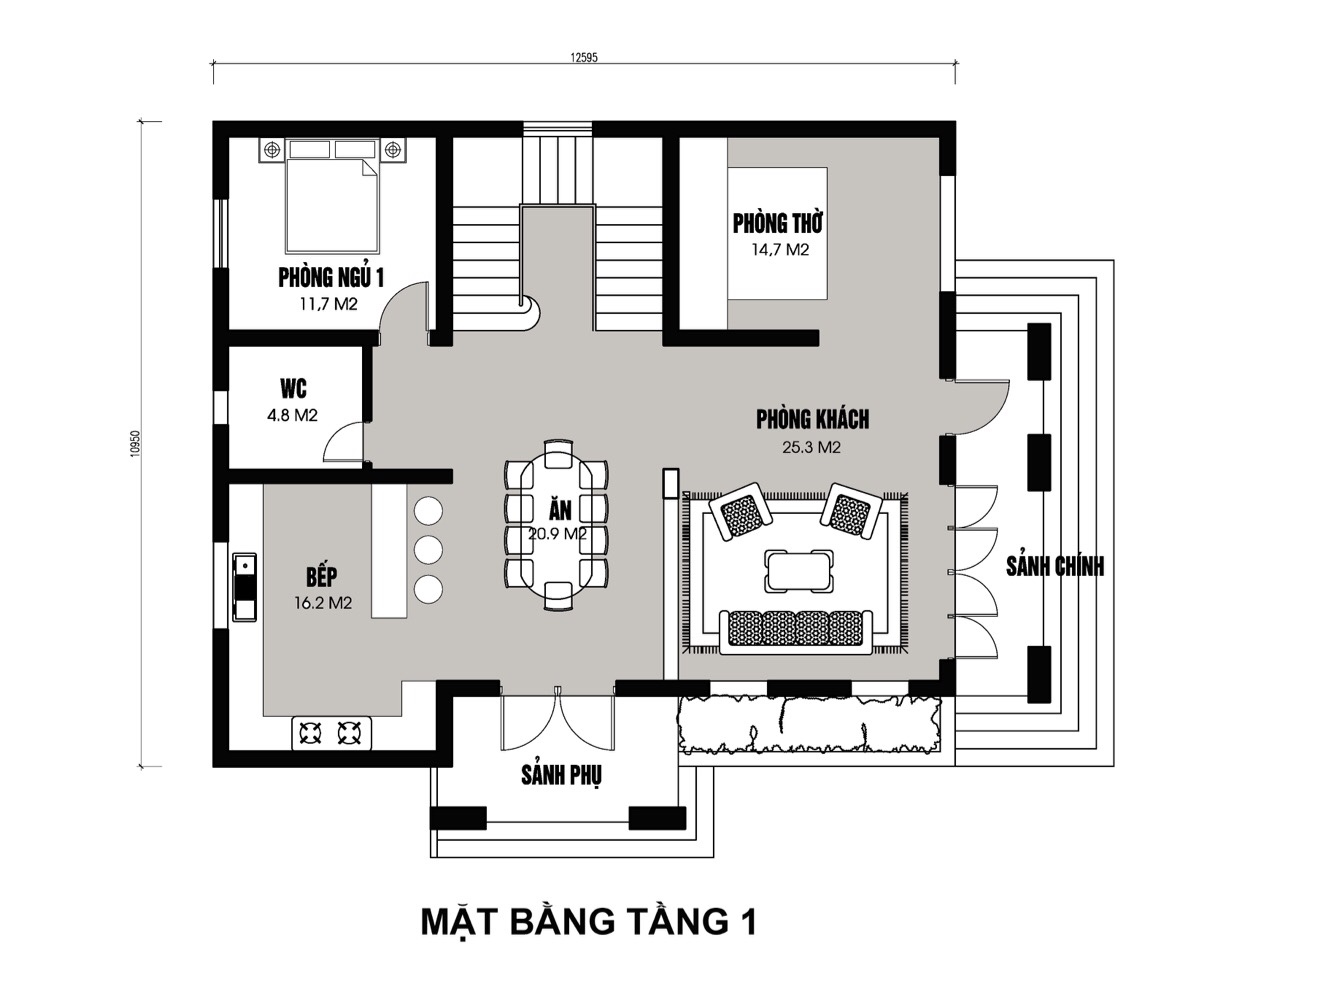 12595
10950
PHÒNG NGỦ 1
11,7 M2
PHÒNG THỜ
14,7 M2
WC
4.8 M2
PHÒNG KHÁCH
25.3 M2
ĂN
20.9 M2
BẾP
16.2 M2
SẢNH CHÍNH
SẢNH PHỤ
MẶT BẰNG TẦNG 1